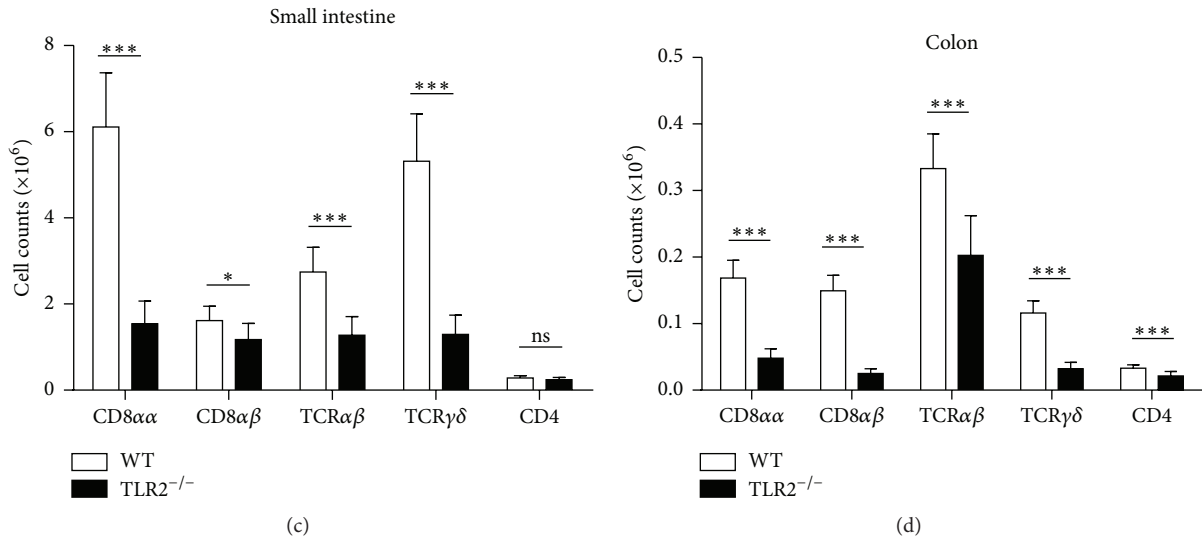 Small intestine
Cell counts (×10⁶)
8
6
4
2
0
***
*
***
***
ns
CD8αα
CD8αβ
TCRαβ
TCRγδ
CD4
WT
TLR2⁻/⁻
(c)
Colon
Cell counts (×10⁶)
0.5
0.4
0.3
0.2
0.1
0.0
***
***
***
***
***
CD8αα
CD8αβ
TCRαβ
TCRγδ
CD4
WT
TLR2⁻/⁻
(d)